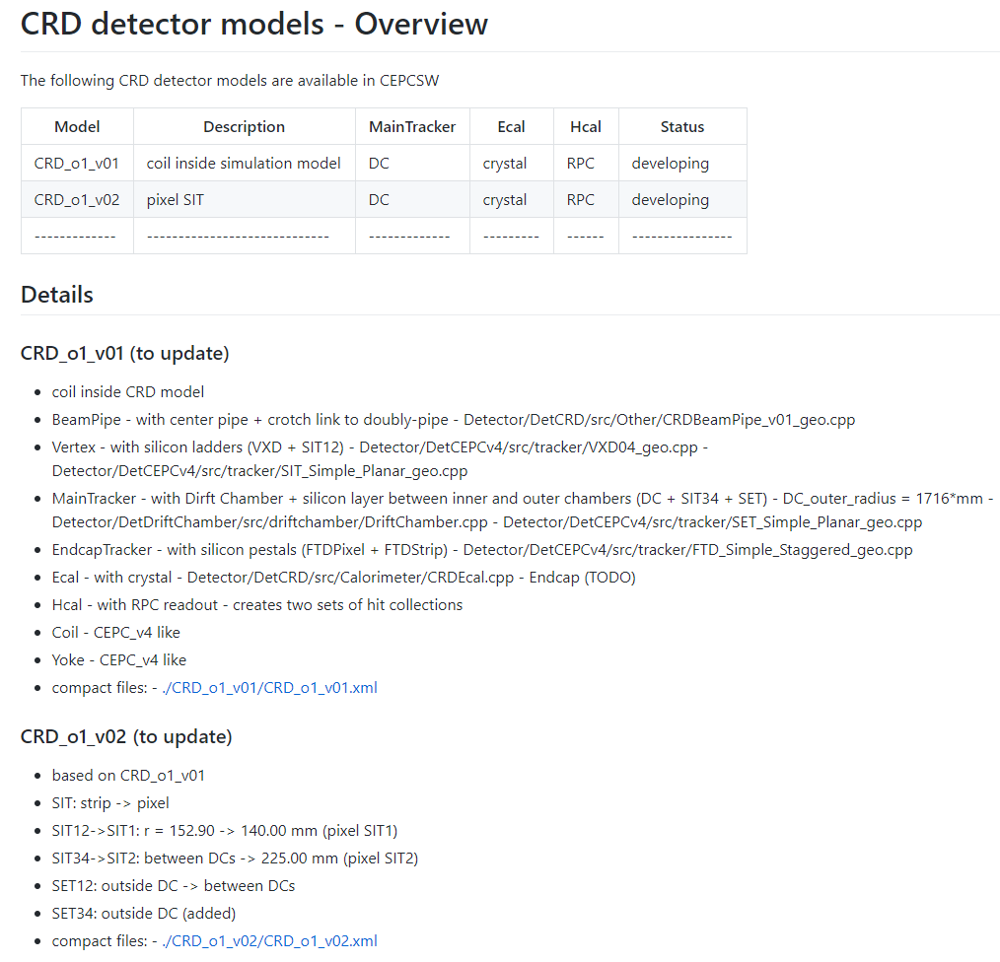 CRD detector models - Overview
The following CRD detector models are available in CEPCSW
Model Description MainTracker Ecal Hcal Status
CRD_o1_v01 coil inside simulation model DC crystal RPC developing
CRD_o1_v02 pixel SIT DC crystal RPC developing
------------- ----------------------------- ------------- --------- ------ ----------------
Details
CRD_o1_v01 (to update)
• coil inside CRD model
• BeamPipe - with center pipe + crotch link to doubly-pipe - Detector/DetCRD/src/Other/CRDBeamPipe_v01_geo.cpp
• Vertex - with silicon ladders (VXD + SIT12) - Detector/DetCEPCv4/src/tracker/VXD04_geo.cpp -
Detector/DetCEPCv4/src/tracker/SIT_Simple_Planar_geo.cpp
• MainTracker - with Dirft Chamber + silicon layer between inner and outer chambers (DC + SIT34 + SET) - DC_outer_radius = 1716*mm -
Detector/DetDriftChamber/src/driftchamber/DriftChamber.cpp - Detector/DetCEPCv4/src/tracker/SET_Simple_Planar_geo.cpp
• EndcapTracker - with silicon pestals (FTDPixel + FTDStrip) - Detector/DetCEPCv4/src/tracker/FTD_Simple_Staggered_geo.cpp
• Ecal - with crystal - Detector/DetCRD/src/Calorimeter/CRDEcal.cpp - Endcap (TODO)
• Hcal - with RPC readout - creates two sets of hit collections
• Coil - CEPC_v4 like
• Yoke - CEPC_v4 like
• compact files: - ./CRD_o1_v01/CRD_o1_v01.xml
CRD_o1_v02 (to update)
• based on CRD_o1_v01
• SIT: strip -> pixel
• SIT12->SIT1: r = 152.90 -> 140.00 mm (pixel SIT1)
• SIT34->SIT2: between DCs -> 225.00 mm (pixel SIT2)
• SET12: outside DC -> between DCs
• SET34: outside DC (added)
• compact files: - ./CRD_o1_v02/CRD_o1_v02.xml